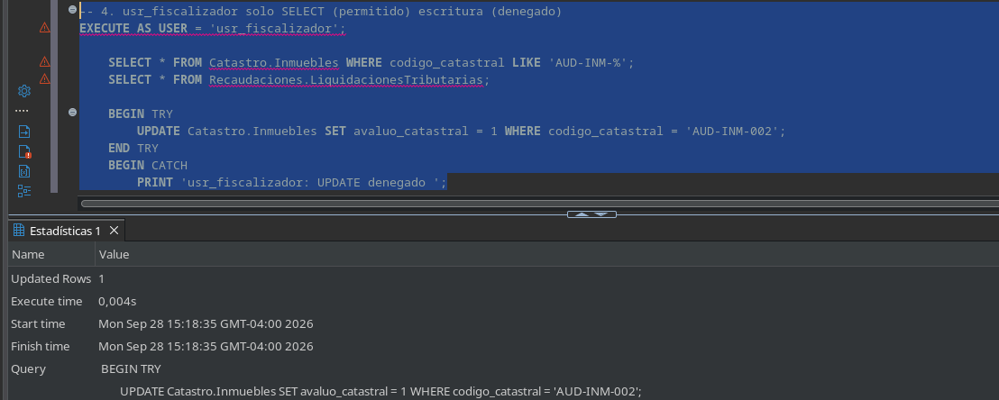 -- 4. usr_fiscalizador solo SELECT (permitido) escritura (denegado)
EXECUTE AS USER = 'usr_fiscalizador';
SELECT * FROM Catastro.Inmuebles WHERE codigo_catastral LIKE 'AUD-INM-%';
SELECT * FROM Recaudaciones.LiquidacionesTributarias;
BEGIN TRY
UPDATE Catastro.Inmuebles SET avaluo_catastral = 1 WHERE codigo_catastral = 'AUD-INM-002';
END TRY
BEGIN CATCH
PRINT 'usr_fiscalizador: UPDATE denegado ';
Estadísticas 1
Name Value
Updated Rows 1
Execute time 0,004s
Start time Mon Sep 28 15:18:35 GMT-04:00 2026
Finish time Mon Sep 28 15:18:35 GMT-04:00 2026
Query BEGIN TRY
UPDATE Catastro.Inmuebles SET avaluo_catastral = 1 WHERE codigo_catastral = 'AUD-INM-002';